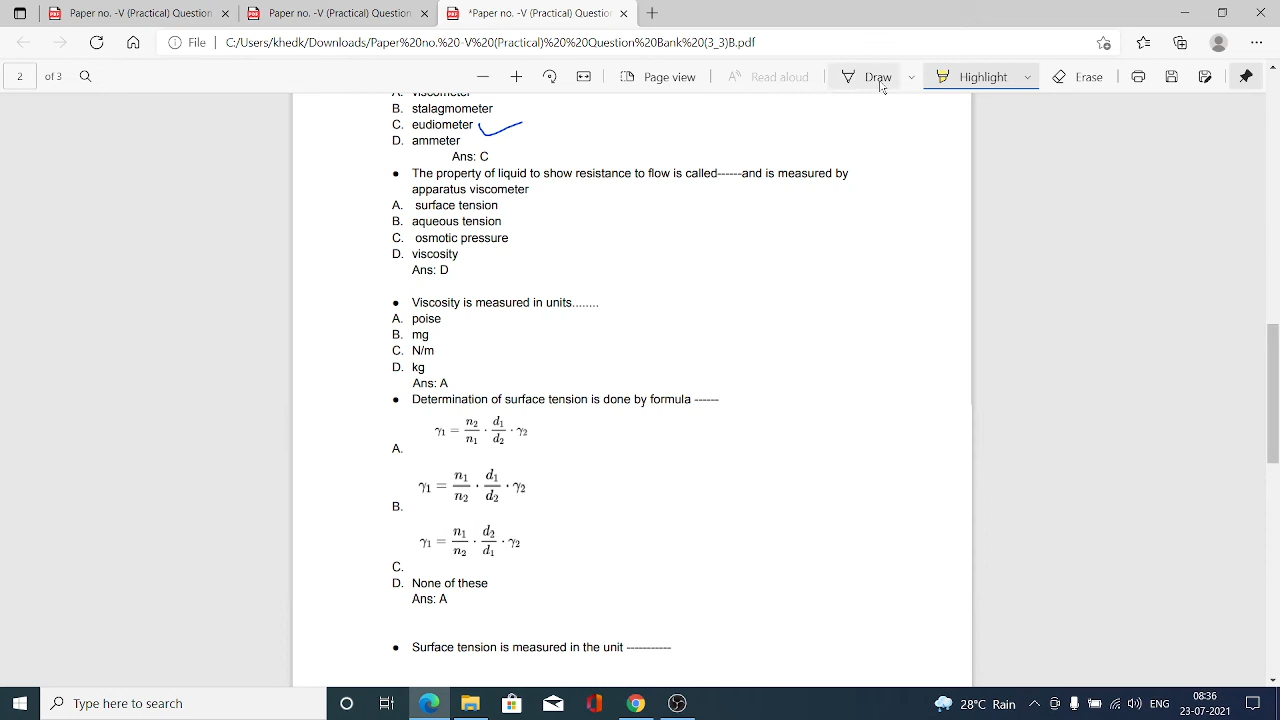 Paper no. -V (Practical) Question
Paper no. -V (Practical) Question
*Paper no. -V (Practical) Question
File
C:/Users/khedk/Downloads/Paper%20no.%20-V%20(Practical)%20%20Question%20Bank(3_3)B.pdf
2 of 3
Page view
Read aloud
Draw
Highlight
Erase
A. viscometer
B. stalagmometer
C. eudiometer
D. ammeter
Ans: C
● The property of liquid to show resistance to flow is called------and is measured by
apparatus viscometer
A. surface tension
B. aqueous tension
C. osmotic pressure
D. viscosity
Ans: D
● Viscosity is measured in units........
A. poise
B. mg
C. N/m
D. kg
Ans: A
● Determination of surface tension is done by formula ------
A. γ₁ = n₂/n₁ · d₁/d₂ · γ₂
B. γ₁ = n₁/n₂ · d₁/d₂ · γ₂
C. γ₁ = n₁/n₂ · d₂/d₁ · γ₂
D. None of these
Ans: A
● Surface tension is measured in the unit -----------
Type here to search
28°C Rain
ENG
08:36
23-07-2021